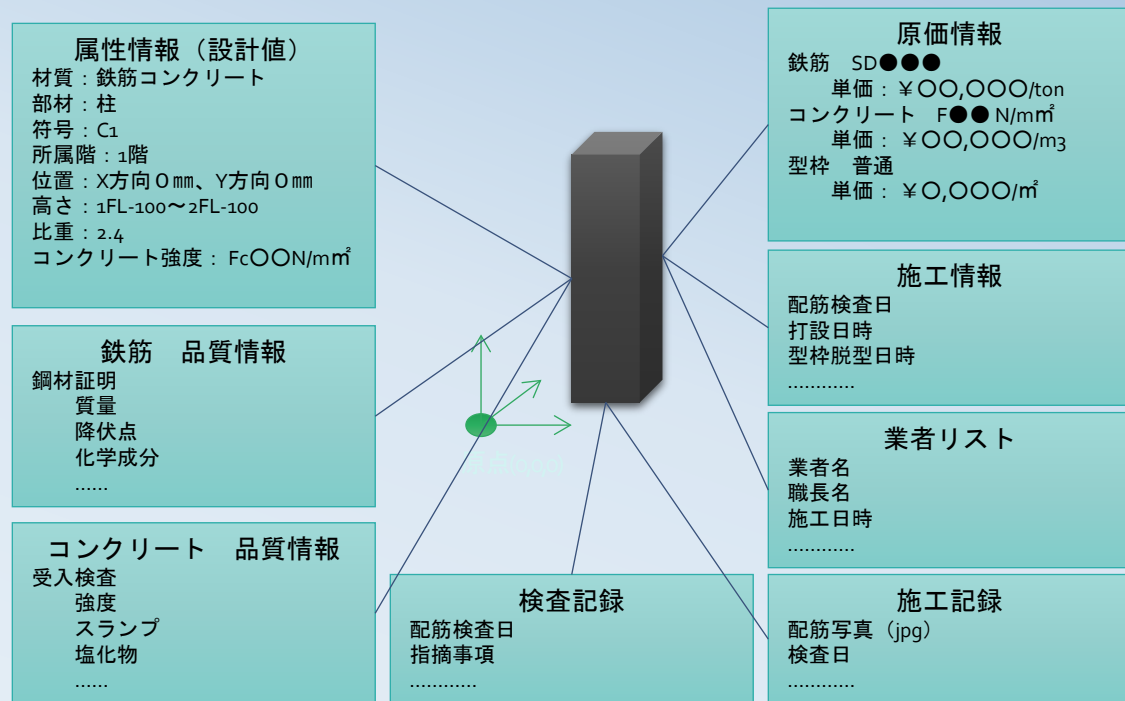 属性情報（設計値）
材質：鉄筋コンクリート
部材：柱
符号：C1
所属階：1階
位置：X方向０㎜、Y方向０㎜
高さ：1FL-100～2FL-100
比重：2.4
コンクリート強度： Fc〇〇N/m㎡
鉄筋　品質情報
鋼材証明
質量
降伏点
化学成分
......
コンクリート　品質情報
受入検査
強度
スランプ
塩化物
......
原点(0,0,0)
検査記録
配筋検査日
指摘事項
............
原価情報
鉄筋　SD●●●
単価：￥〇〇,〇〇〇/ton
コンクリート　F●● N/m㎡
単価：￥〇〇,〇〇〇/m3
型枠　普通
単価：￥〇,〇〇〇/㎡
施工情報
配筋検査日
打設日時
型枠脱型日時
............
業者リスト
業者名
職長名
施工日時
............
施工記録
配筋写真（jpg）
検査日
............